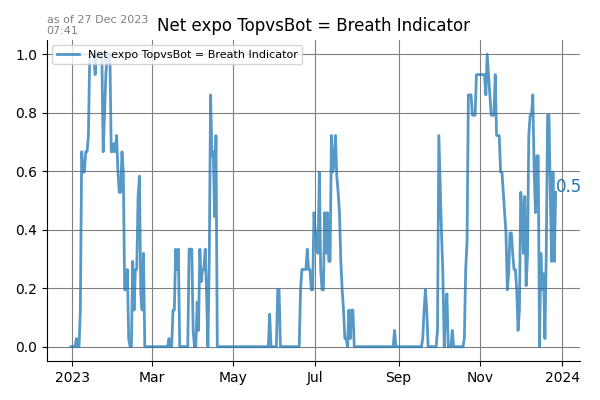 as of 27 Dec 2023
07:41
Net expo TopvsBot = Breath Indicator
Net expo TopvsBot = Breath Indicator
1.0
0.8
0.6
0.4
0.2
0.0
0.5
2023 Mar May Jul Sep Nov 2024